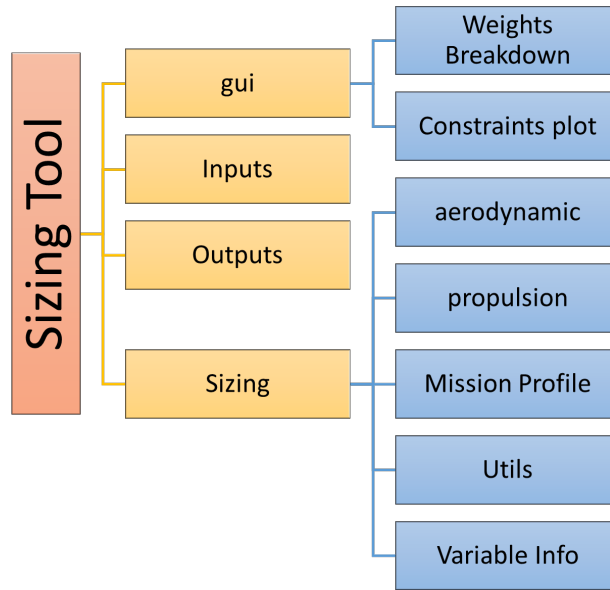 Sizing Tool
gui
Weights
Breakdown
Constraints plot
Inputs
Outputs
Sizing
aerodynamic
propulsion
Mission Profile
Utils
Variable Info